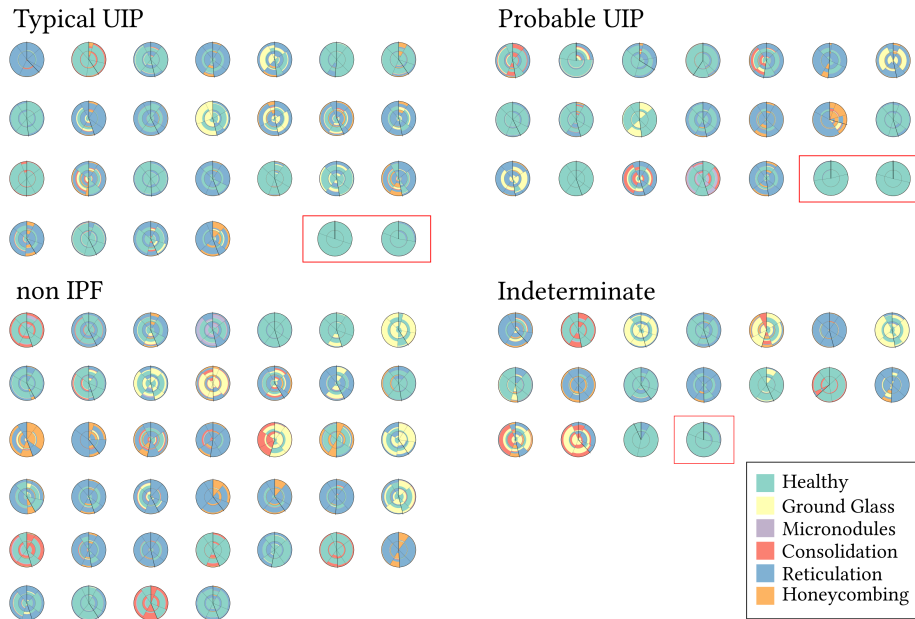 Typical UIP
Probable UIP
non IPF
Indeterminate
Healthy
Ground Glass
Micronodules
Consolidation
Reticulation
Honeycombing